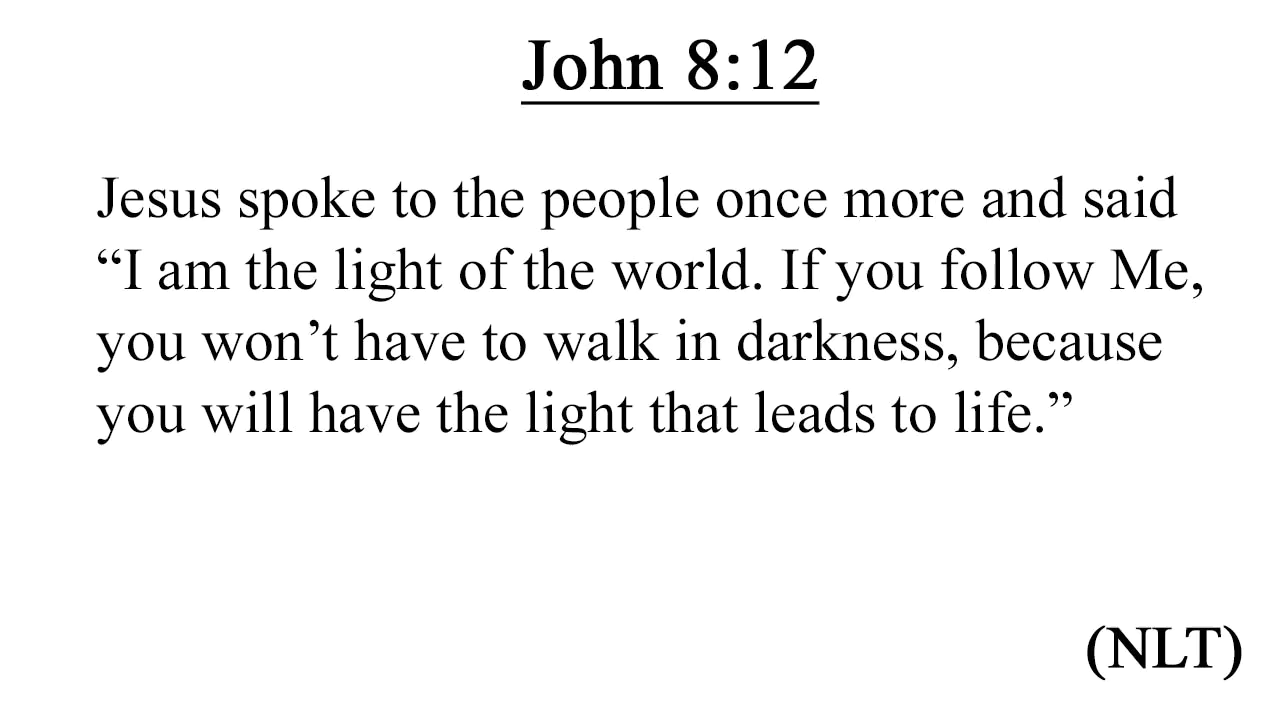 John 8:12
Jesus spoke to the people once more and said
“I am the light of the world. If you follow Me,
you won’t have to walk in darkness, because
you will have the light that leads to life.”
(NLT)